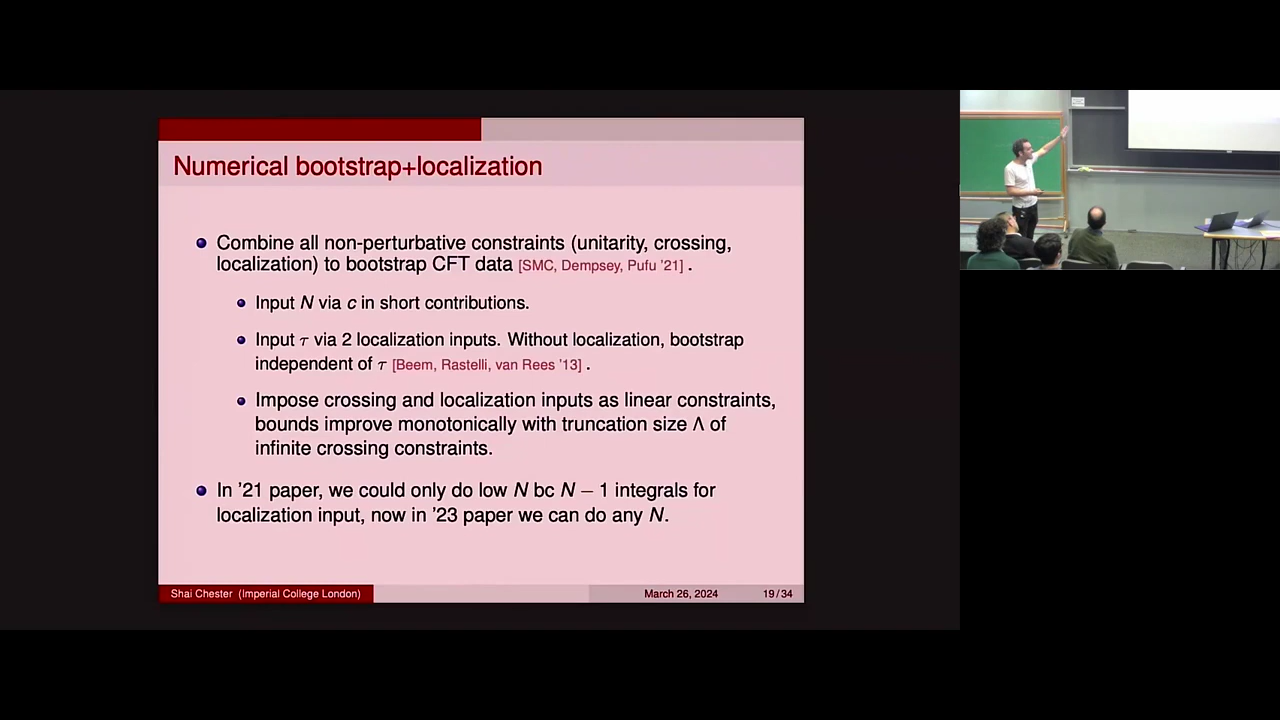 Numerical bootstrap+localization
Combine all non-perturbative constraints (unitarity, crossing,
localization) to bootstrap CFT data [SMC, Dempsey, Pufu '21] .
Input N via c in short contributions.
Input τ via 2 localization inputs. Without localization, bootstrap
independent of τ [Beem, Rastelli, van Rees '13] .
Impose crossing and localization inputs as linear constraints,
bounds improve monotonically with truncation size Λ of
infinite crossing constraints.
In '21 paper, we could only do low N bc N − 1 integrals for
localization input, now in '23 paper we can do any N.
Shai Chester (Imperial College London)
March 26, 2024
19 / 34